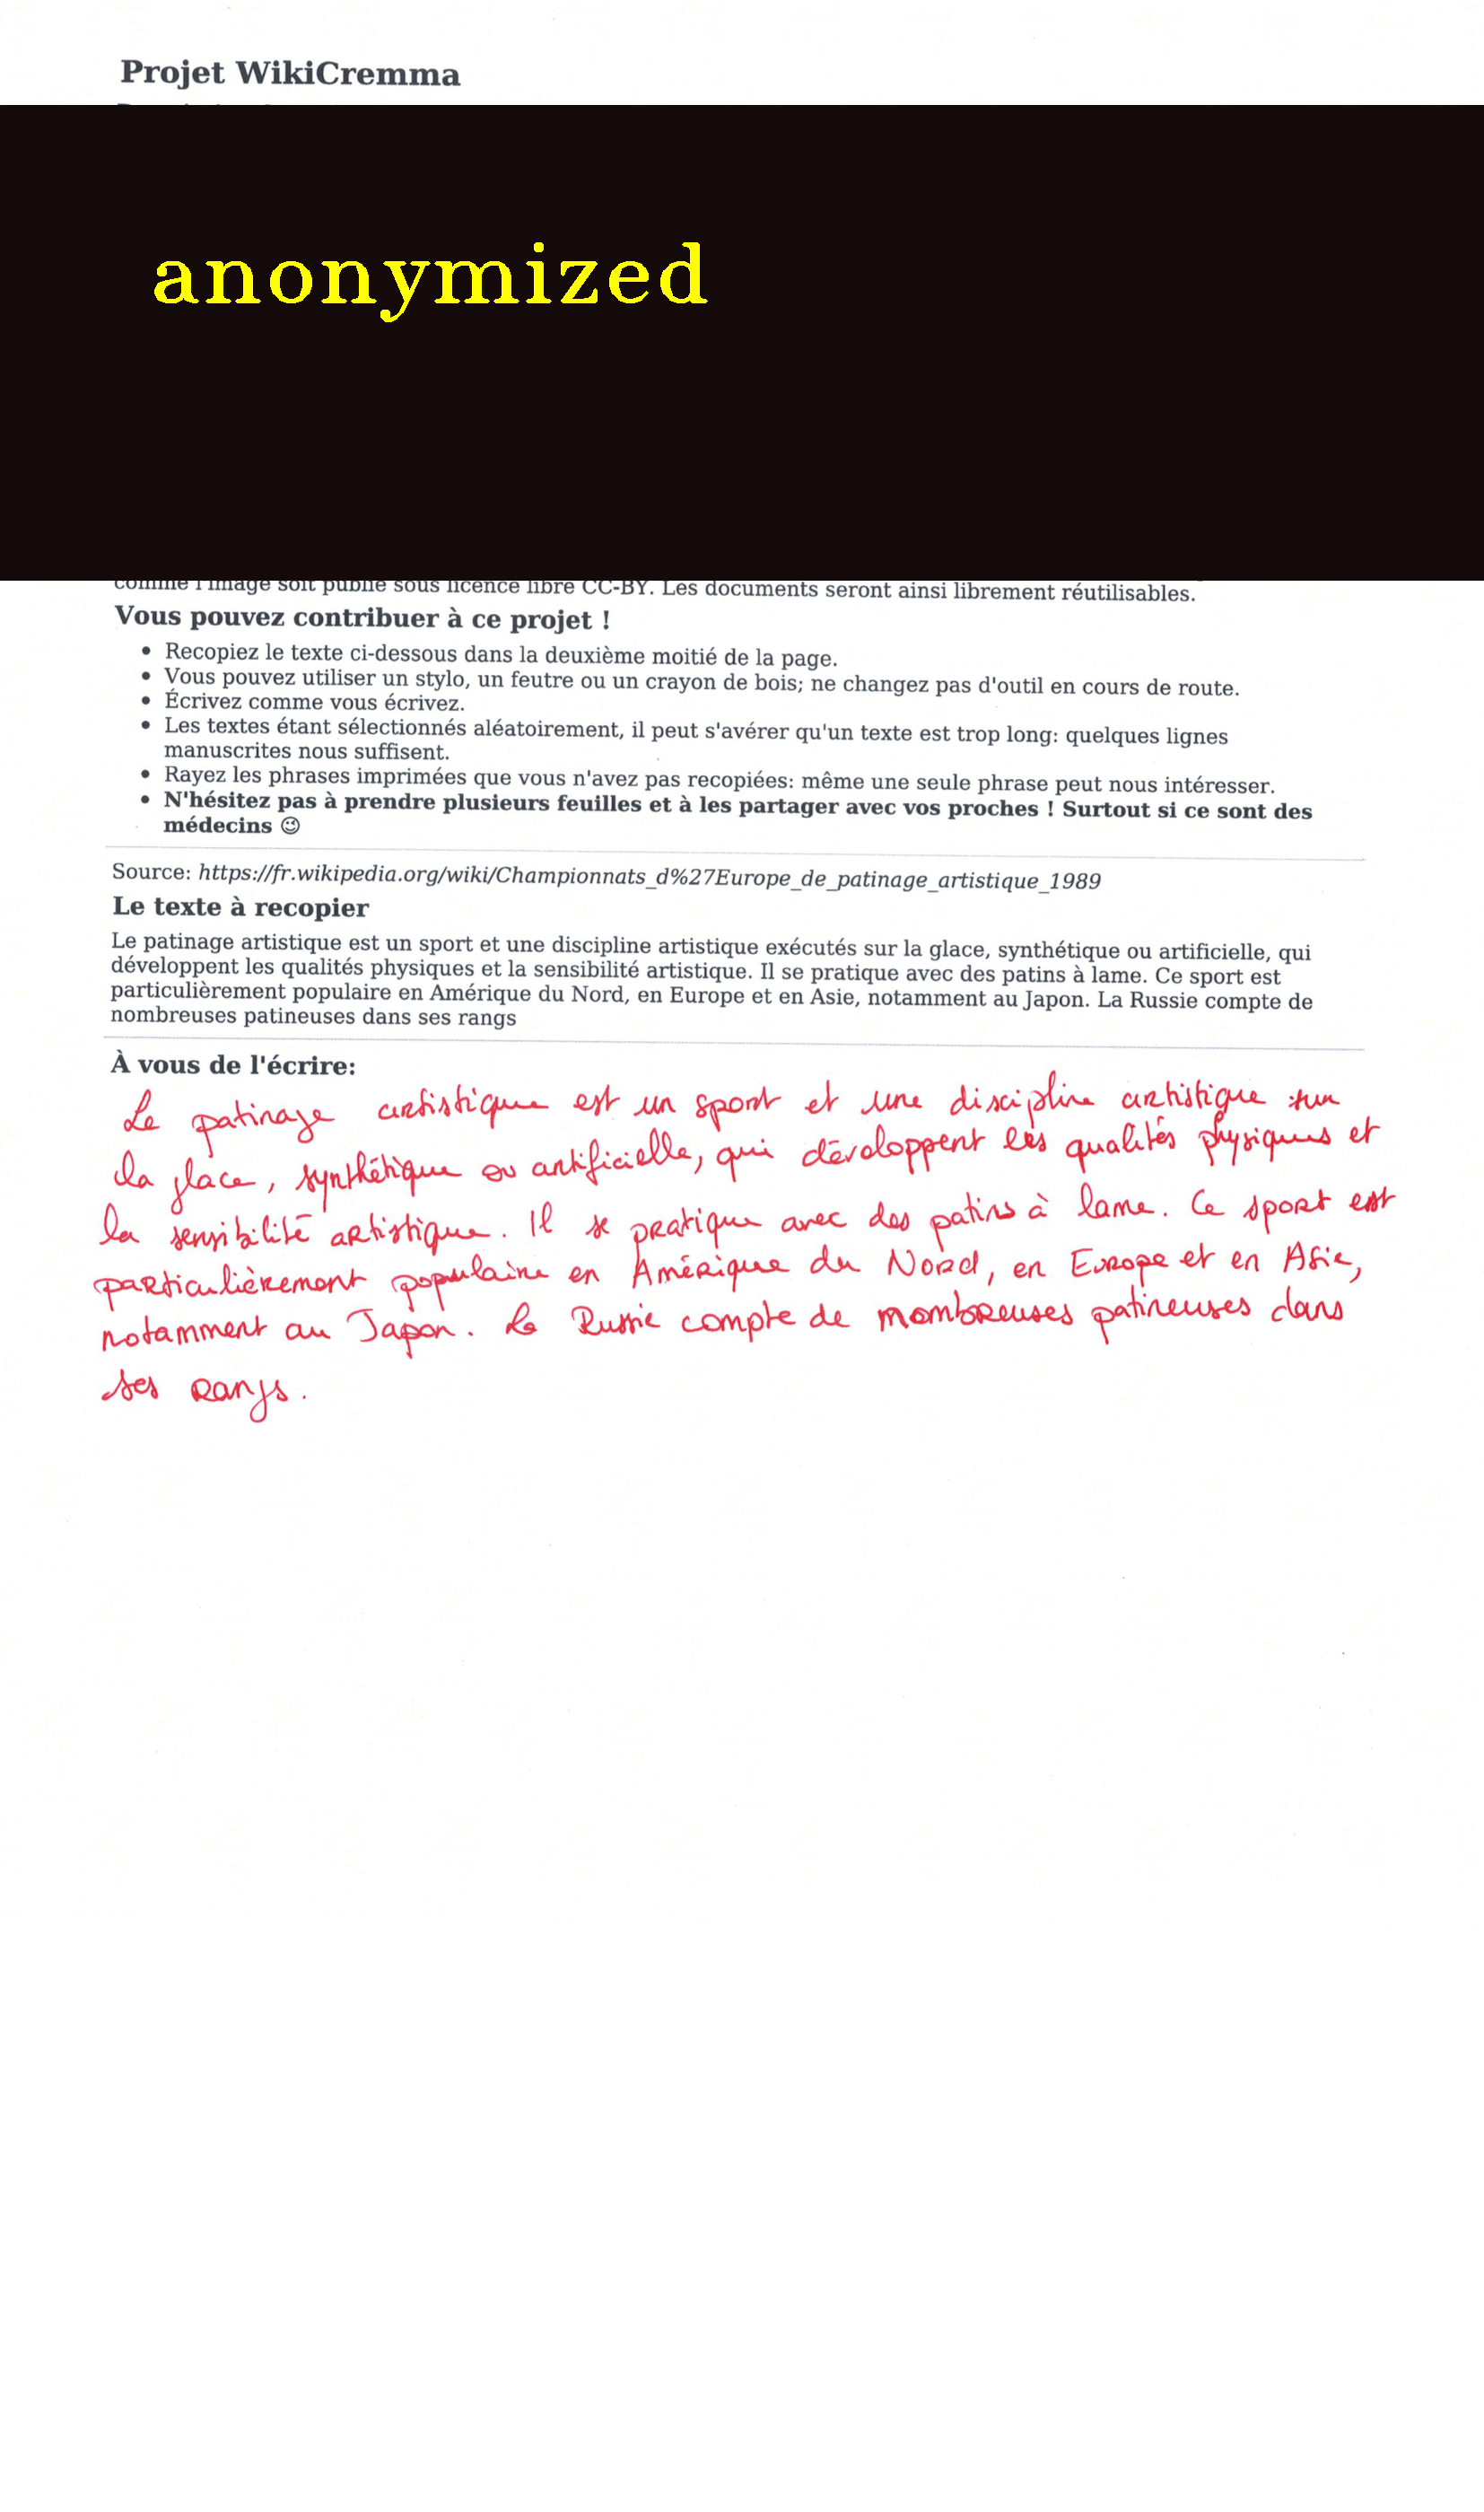 Projet WikiCremma
anonymized
comme l'image soit publié sous licence libre CC-BY. Les documents seront ainsi librement réutilisables.
Vous pouvez contribuer à ce projet !
• Recopiez le texte ci-dessous dans la deuxième moitié de la page.
• Vous pouvez utiliser un stylo, un feutre ou un crayon de bois; ne changez pas d'outil en cours de route.
• Écrivez comme vous écrivez.
• Les textes étant sélectionnés aléatoirement, il peut s'avérer qu'un texte est trop long: quelques lignes
manuscrites nous suffisent.
• Rayez les phrases imprimées que vous n'avez pas recopiées: même une seule phrase peut nous intéresser.
• N'hésitez pas à prendre plusieurs feuilles et à les partager avec vos proches ! Surtout si ce sont des
médecins ☺
Source: https://fr.wikipedia.org/wiki/Championnats_d%27Europe_de_patinage_artistique_1989
Le texte à recopier
Le patinage artistique est un sport et une discipline artistique exécutés sur la glace, synthétique ou artificielle, qui
développent les qualités physiques et la sensibilité artistique. Il se pratique avec des patins à lame. Ce sport est
particulièrement populaire en Amérique du Nord, en Europe et en Asie, notamment au Japon. La Russie compte de
nombreuses patineuses dans ses rangs
À vous de l'écrire:
Le patinage artistique est un sport et une discipline artistique sur
la glace, synthétique ou artificielle, qui développent les qualités physiques et
la sensibilité artistique. Il se pratique avec des patins à lame. Ce sport est
particulièrement populaire en Amérique du Nord, en Europe et en Asie,
notamment au Japon. La Russie compte de nombreuses patineuses dans
ses rangs.